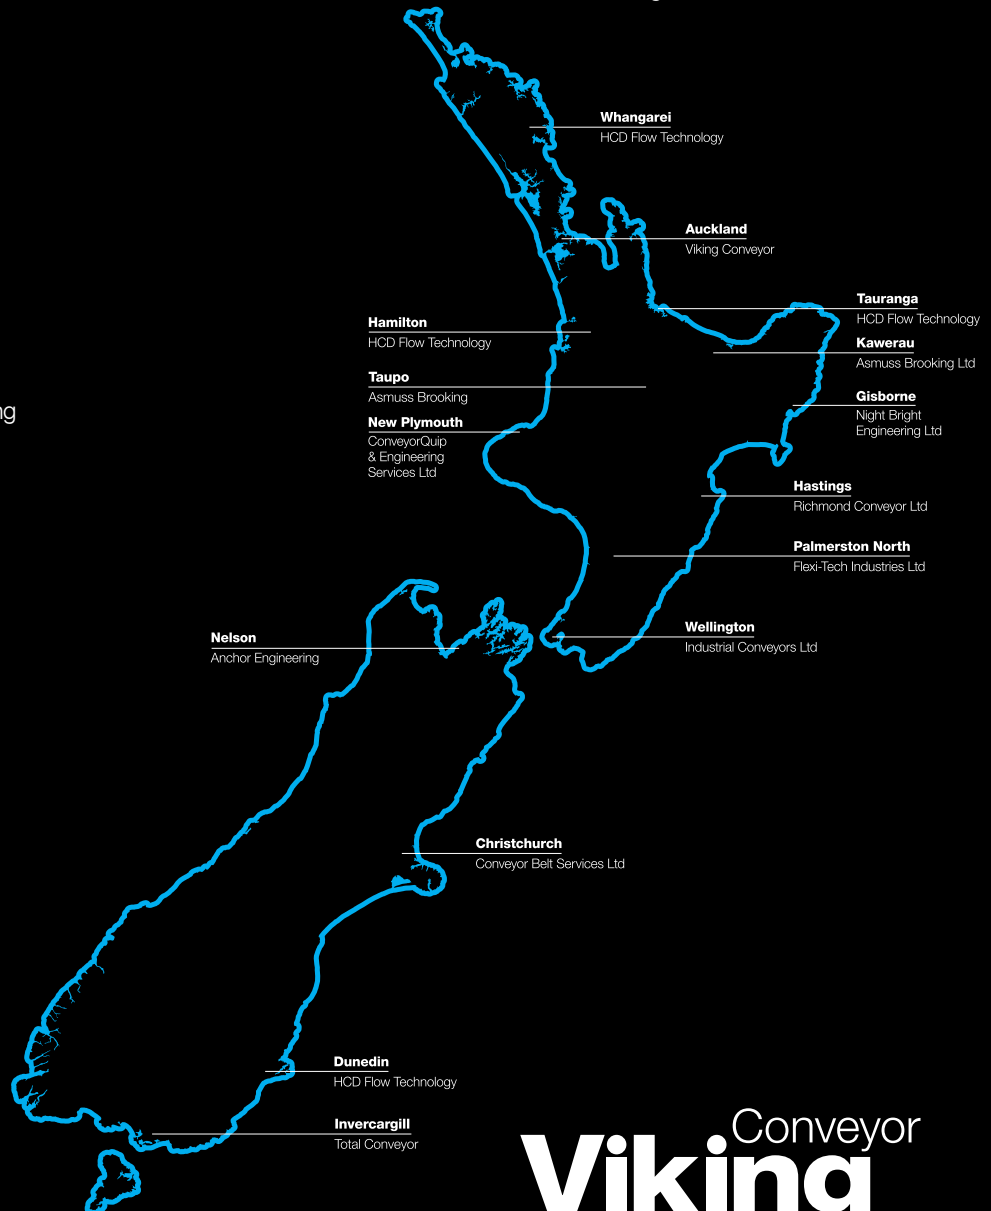 Whangarei
HCD Flow Technology
Auckland
Viking Conveyor
Tauranga
HCD Flow Technology
Hamilton
HCD Flow Technology
Kawerau
Asmuss Brooking Ltd
Taupo
Asmuss Brooking
Gisborne
Night Bright
Engineering Ltd
ng
New Plymouth
ConveyorQuip
& Engineering
Services Ltd
Hastings
Richmond Conveyor Ltd
Palmerston North
Flexi-Tech Industries Ltd
Wellington
Industrial Conveyors Ltd
Nelson
Anchor Engineering
Christchurch
Conveyor Belt Services Ltd
Dunedin
HCD Flow Technology
Invercargill
Total Conveyor
Conveyor
Viking